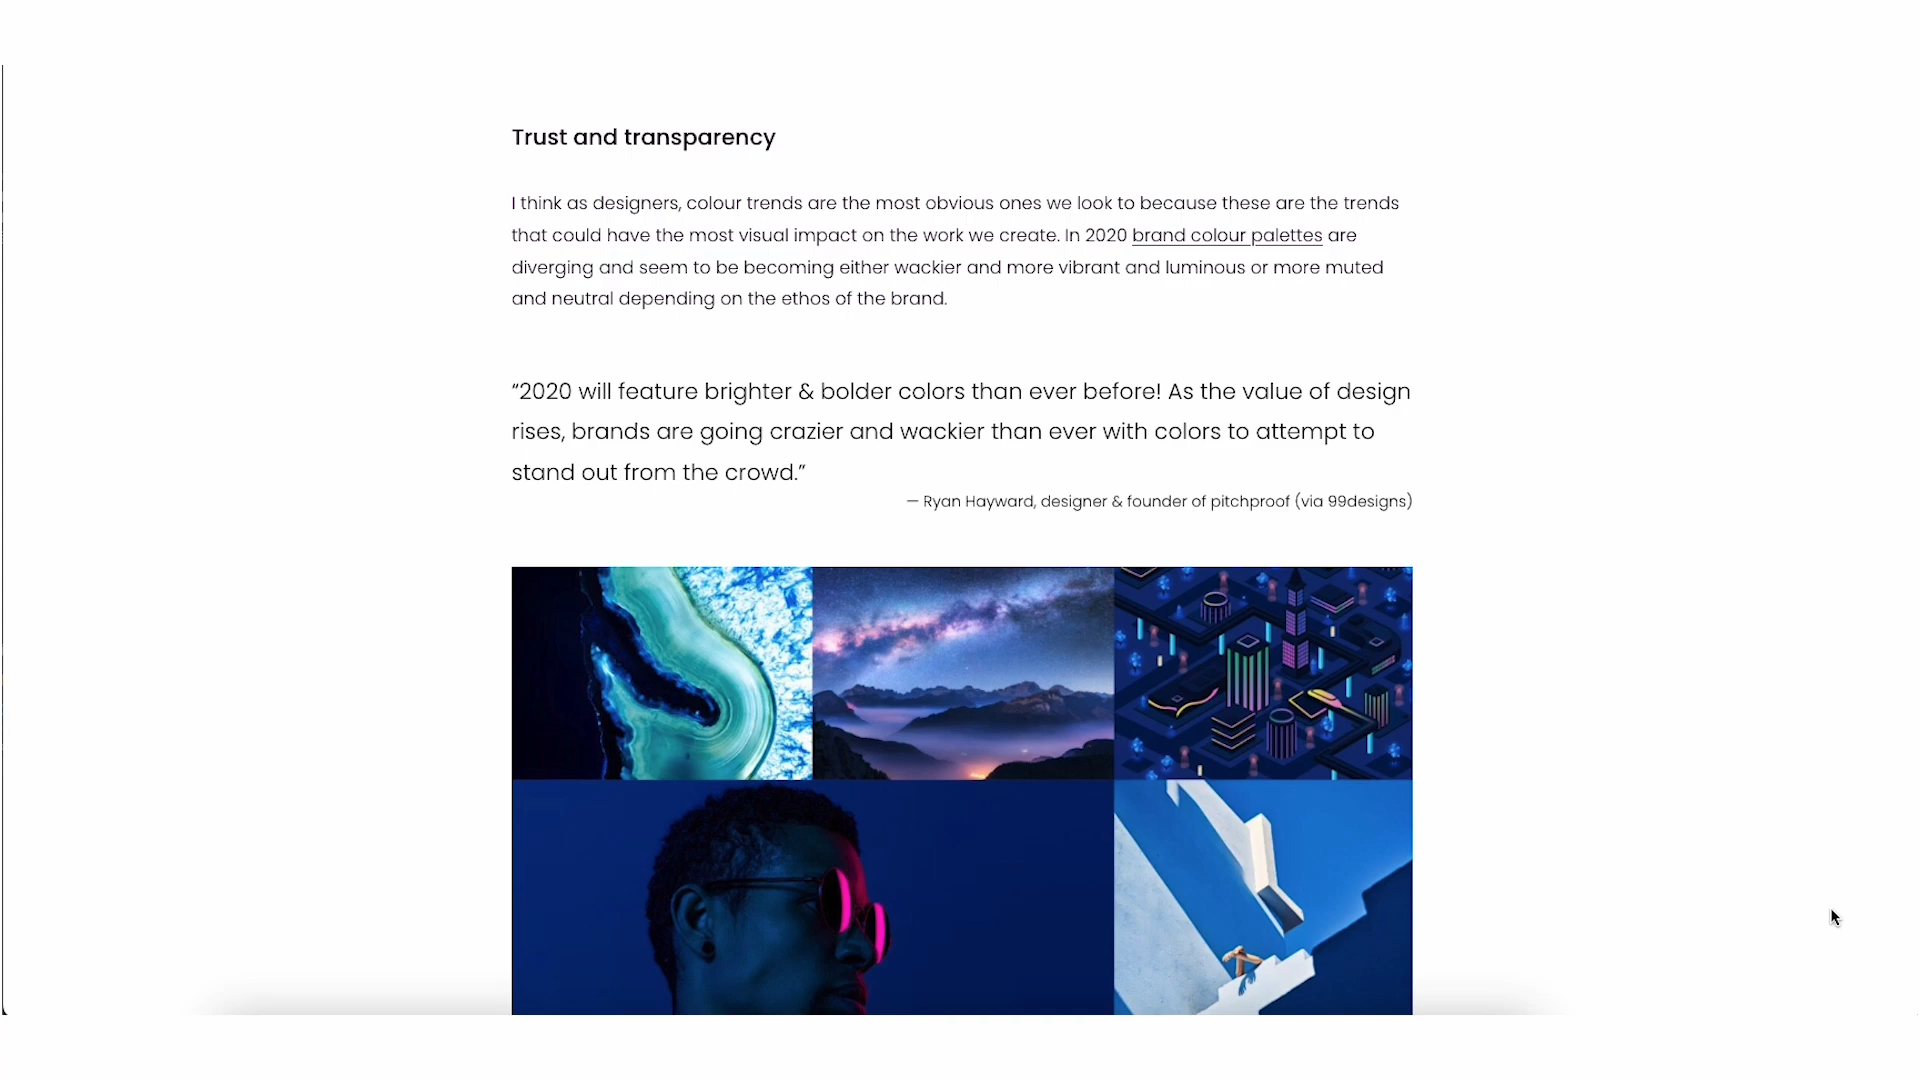 Trust and transparency
I think as designers, colour trends are the most obvious ones we look to because these are the trends
that could have the most visual impact on the work we create. In 2020 brand colour palettes are
diverging and seem to be becoming either wackier and more vibrant and luminous or more muted
and neutral depending on the ethos of the brand.
“2020 will feature brighter & bolder colors than ever before! As the value of design
rises, brands are going crazier and wackier than ever with colors to attempt to
stand out from the crowd.”
— Ryan Hayward, designer & founder of pitchproof (via 99designs)